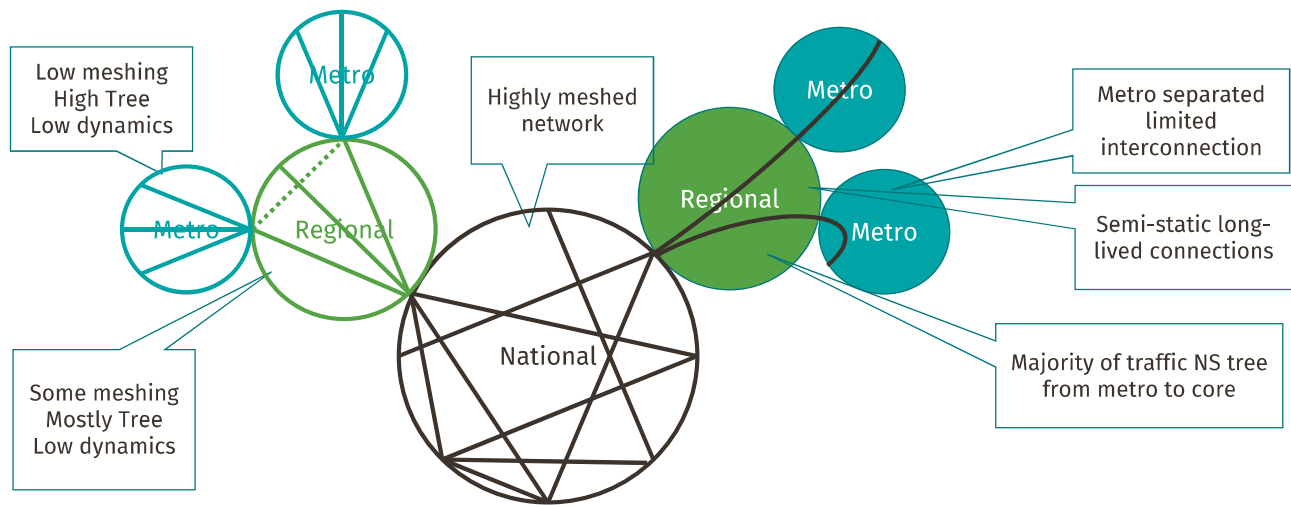 Low meshing
High Tree
Low dynamics
Metro
Highly meshed
network
Metro
Metro separated
limited
interconnection
Metro
Regional
Regional
Metro
Semi-static long-
lived connections
National
Some meshing
Mostly Tree
Low dynamics
Majority of traffic NS tree
from metro to core